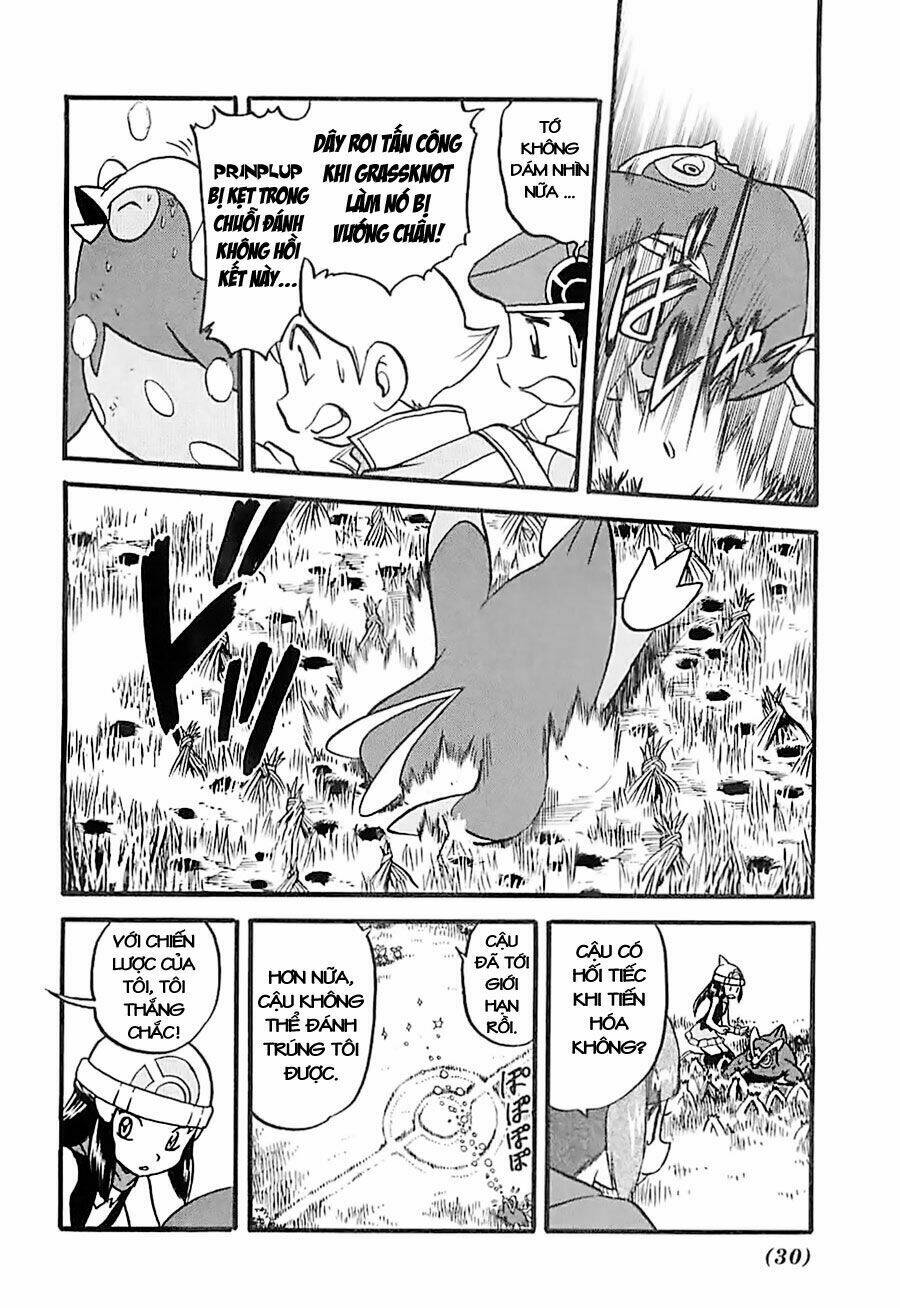 TỚ
KHÔNG
DÁM NHÌN
NỮA ...
DÂY ROI TẤN CÔNG
KHI GRASSKNOT
LÀM NÓ BỊ
VƯỚNG CHÂN!
PRINPLUP
BỊ KẸT TRONG
CHUỖI ĐÁNH
KHÔNG HỒI
KẾT NÀY...
ドドド
CẬU CÓ
HỐI TIẾC
KHI TIẾN
HÓA
KHÔNG?
CẬU
ĐÃ TỚI
GIỚI
HẠN
RỒI.
HƠN NỮA,
CẬU KHÔNG
THỂ ĐÁNH
TRÚNG TÔI
ĐƯỢC.
VỚI CHIẾN
LƯỢC CỦA
TÔI, TÔI
THẮNG
CHẮC!
(30)